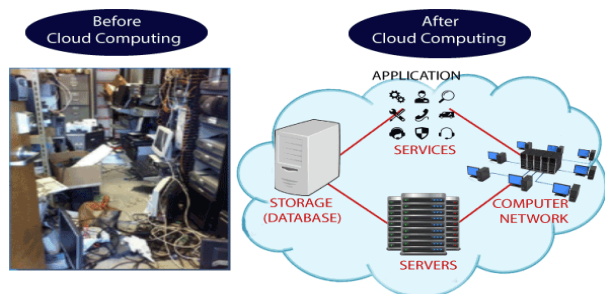 Before
Cloud Computing
After
Cloud Computing
APPLICATION
SERVICES
STORAGE
(DATABASE)
COMPUTER
NETWORK
SERVERS